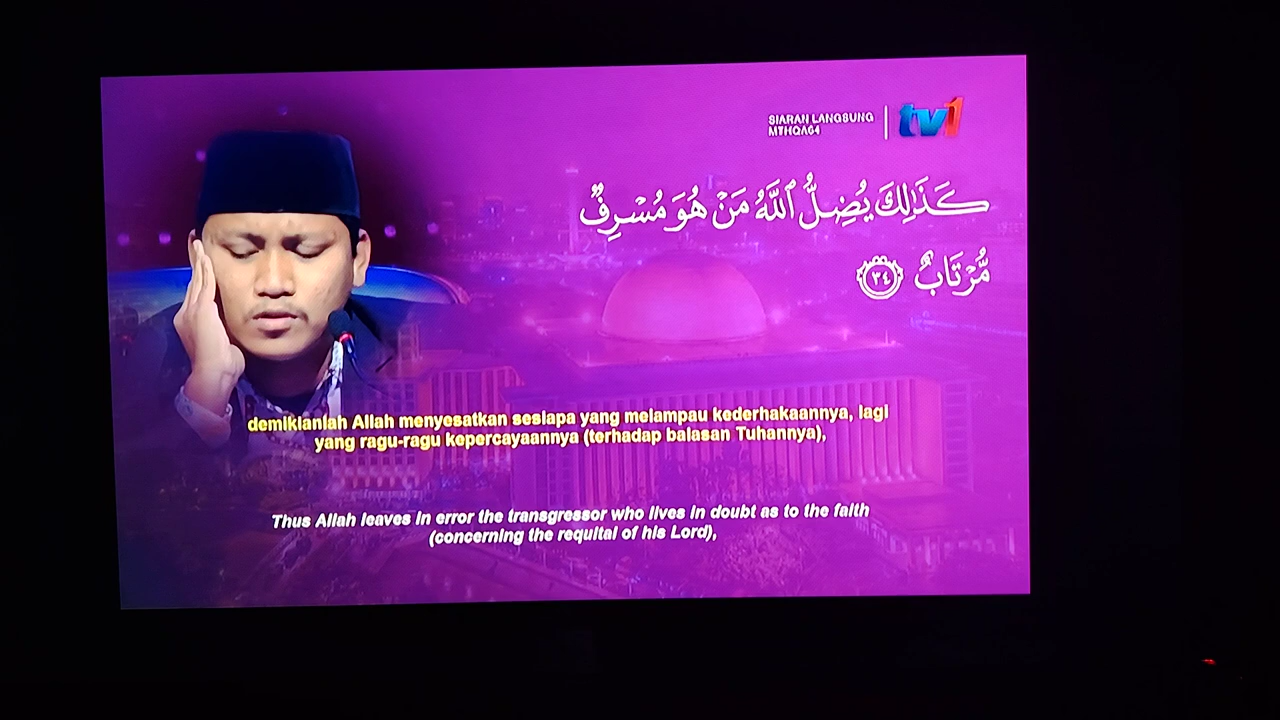 SIARAN LANGSUNG
MTHQA64
tv1
كَذَٰلِكَ يُضِلُّ ٱللَّهُ مَنْ هُوَ مُسْرِفٌ
مُّرْتَابٌ ٣٤
demikianlah Allah menyesatkan sesiapa yang melampau kederhakaannya, lagi
yang ragu-ragu kepercayaannya (terhadap balasan Tuhannya),
Thus Allah leaves in error the transgressor who lives in doubt as to the faith
(concerning the requital of his Lord),